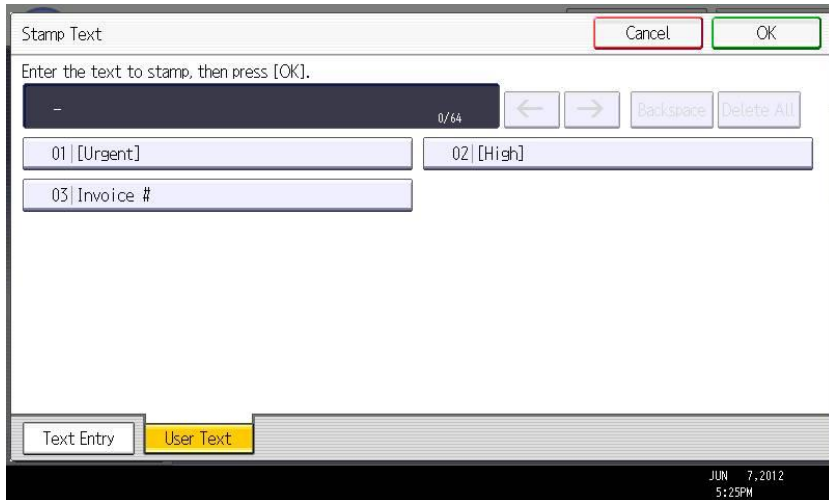 Stamp Text
Cancel
OK
Enter the text to stamp, then press [OK].
_
0/64
← → Backspace Delete All
01|[Urgent]
02|[High]
03|Invoice #
Text Entry
User Text
JUN 7,2012
5:25PM